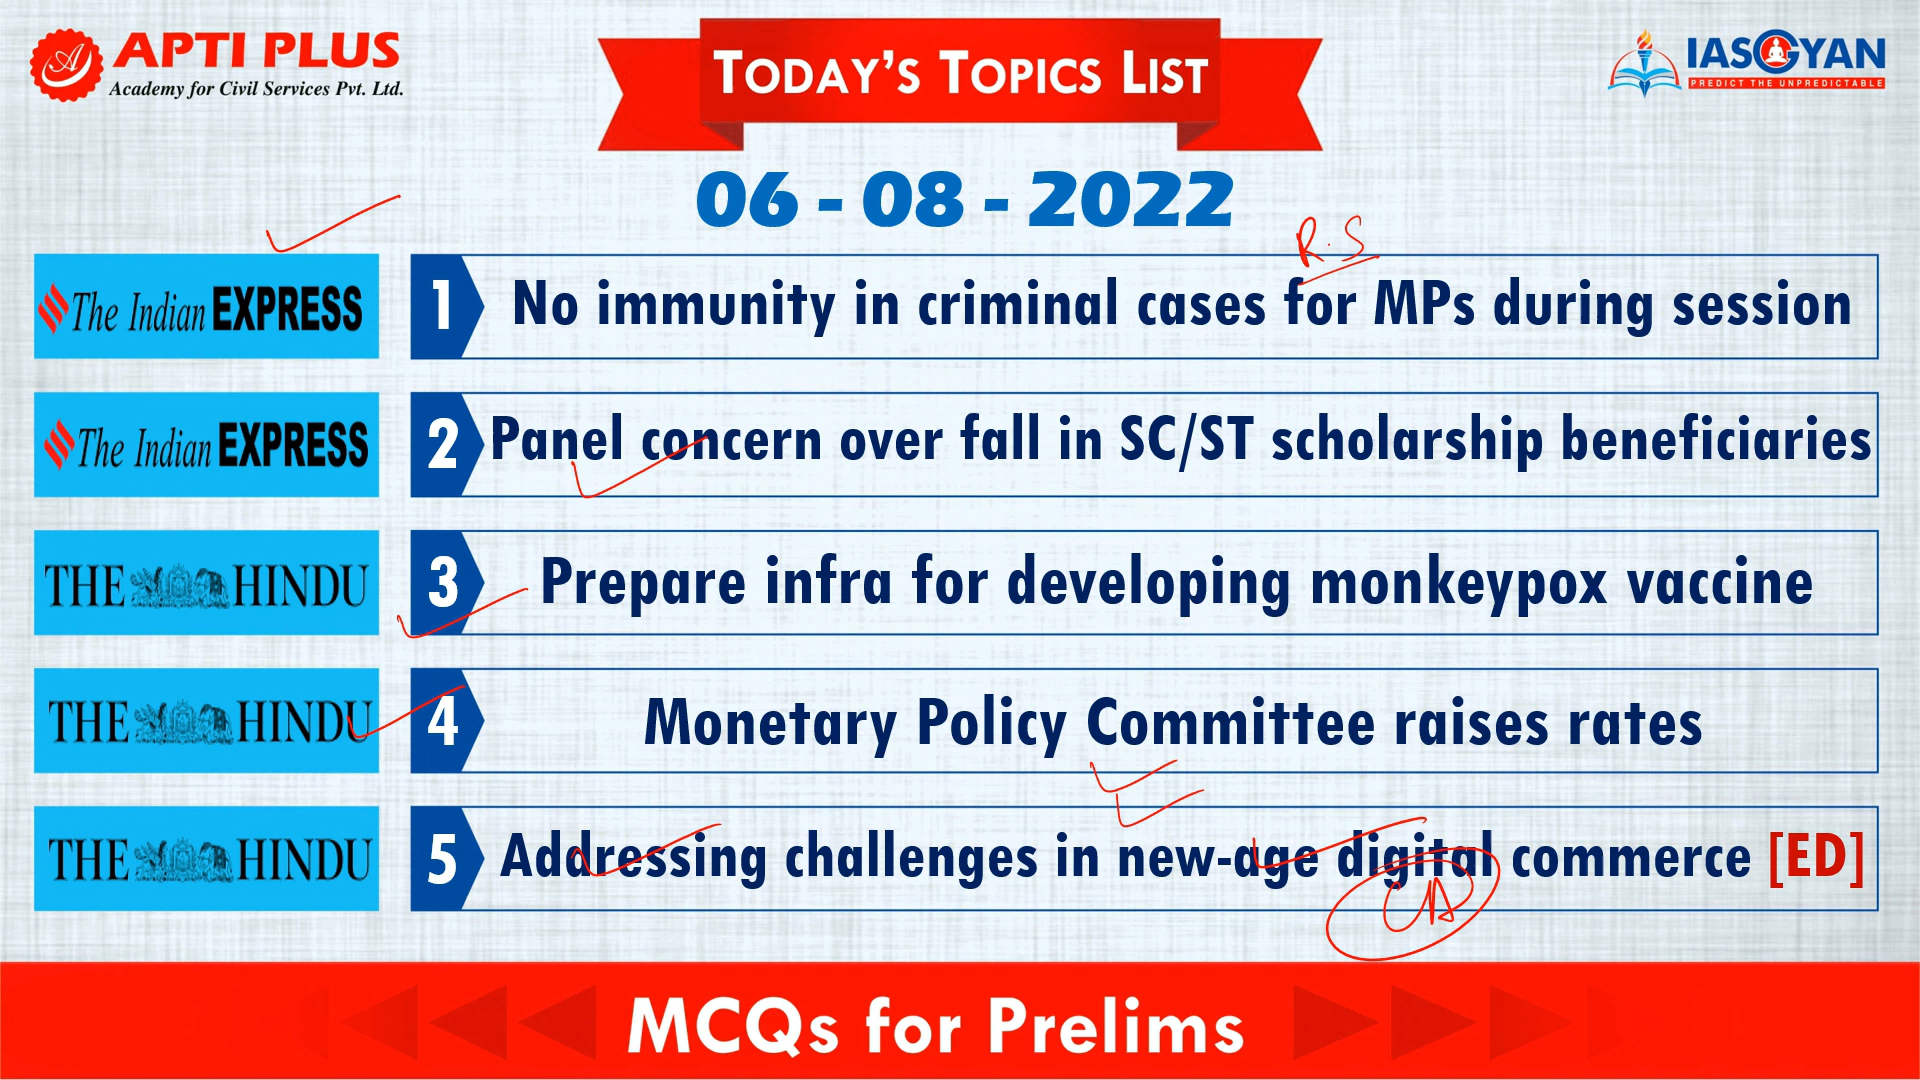 APTI PLUS
Academy for Civil Services Pvt. Ltd.
TODAY'S TOPICS LIST
IASGYAN
PREDICT THE UNPREDICTABLE
06 - 08 - 2022
R.S
The Indian EXPRESS
1 No immunity in criminal cases for MPs during session
The Indian EXPRESS
2 Panel concern over fall in SC/ST scholarship beneficiaries
THE HINDU
3 Prepare infra for developing monkeypox vaccine
THE HINDU
4 Monetary Policy Committee raises rates
THE HINDU
5 Addressing challenges in new-age digital commerce [ED]
MCQs for Prelims